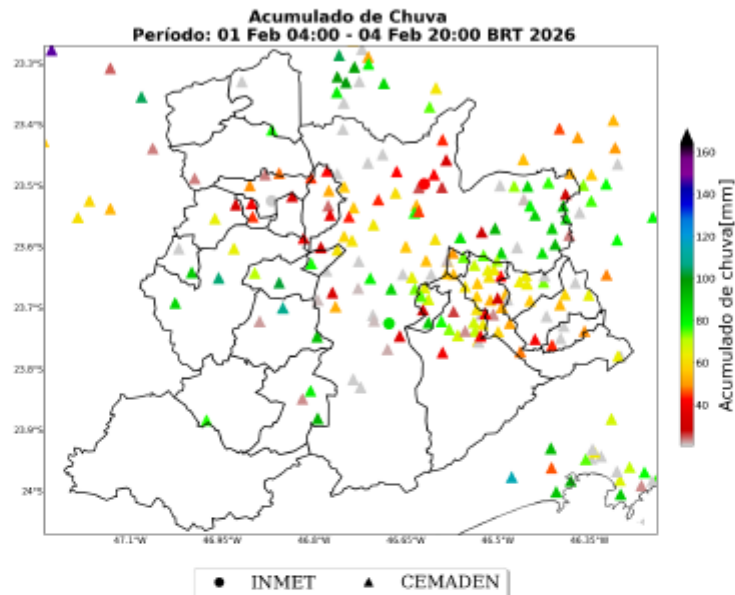 Acumulado de Chuva
Período: 01 Feb 04:00 - 04 Feb 20:00 BRT 2026
23.3°S
23.4°S
23.5°S
23.6°S
23.7°S
23.8°S
23.9°S
24°S
47.1°W
46.95°W
46.8°W
46.65°W
46.5°W
46.35°W
160
140
120
100
80
60
40
Acumulado de chuva[mm]
INMET
CEMADEN